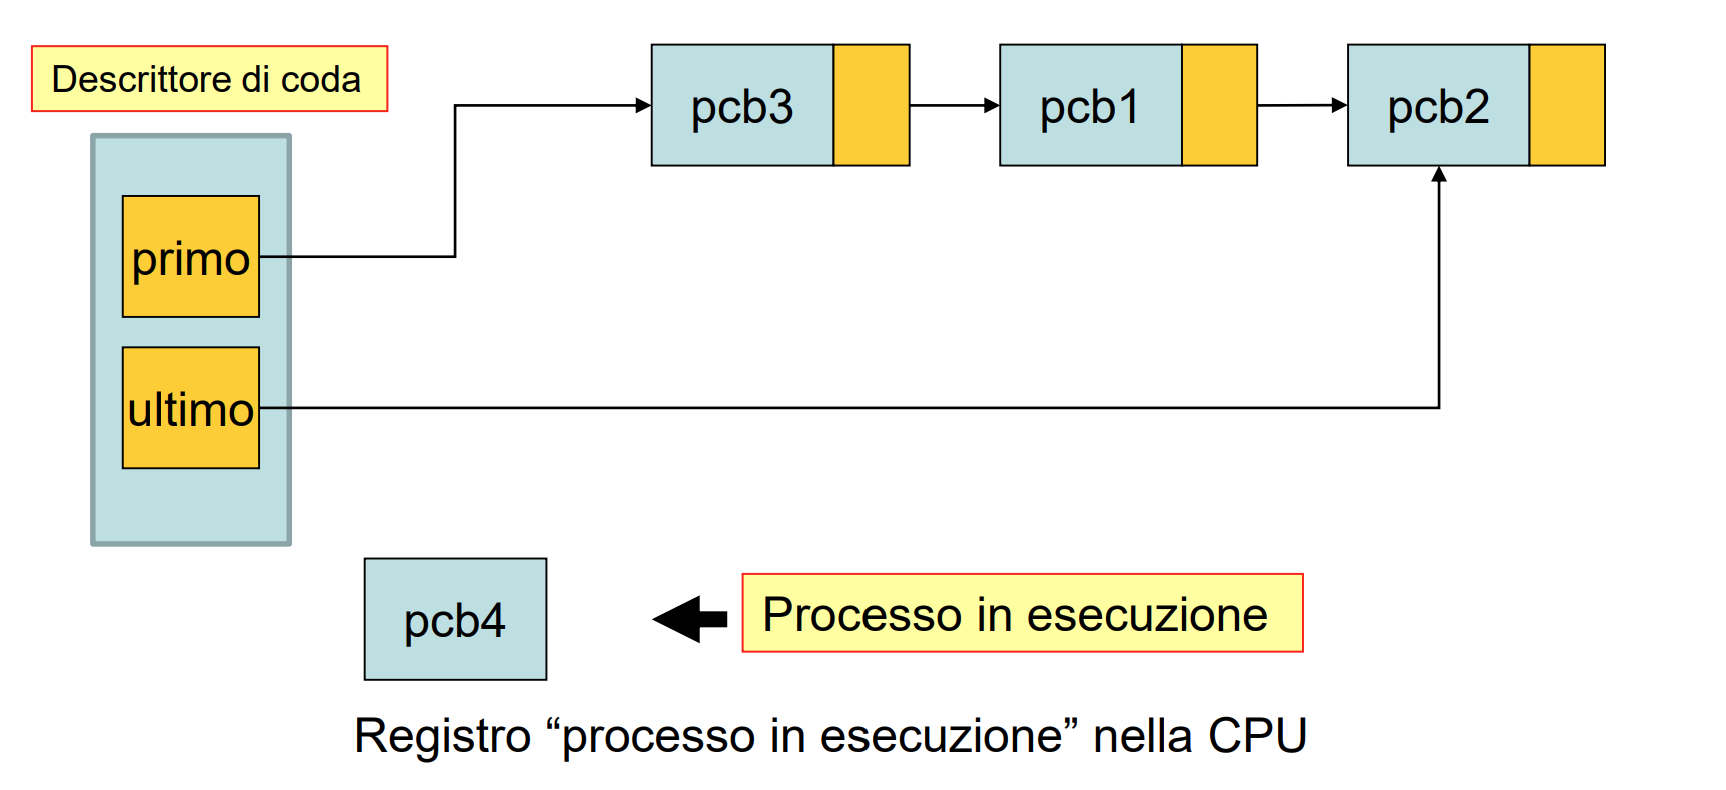 Descrittore di coda
pcb3
pcb1
pcb2
primo
ultimo
pcb4
Processo in esecuzione
Registro “processo in esecuzione” nella CPU